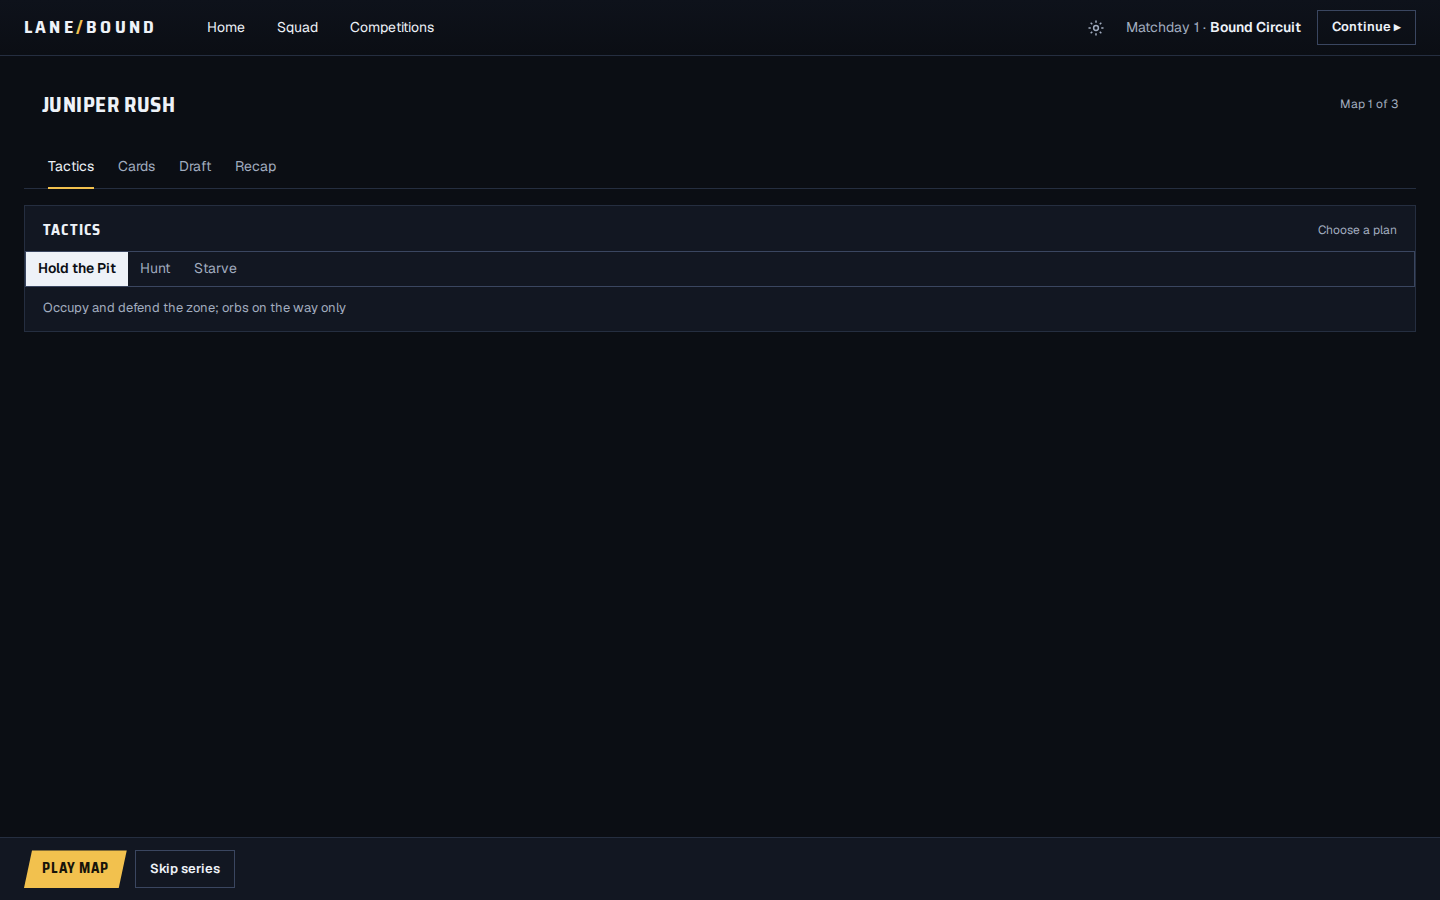 LANE/BOUND Home Squad Competitions Matchday 1 · Bound Circuit Continue ▸
JUNIPER RUSH Map 1 of 3
Tactics Cards Draft Recap
TACTICS Choose a plan
Hold the Pit Hunt Starve
Occupy and defend the zone; orbs on the way only
PLAY MAP Skip series